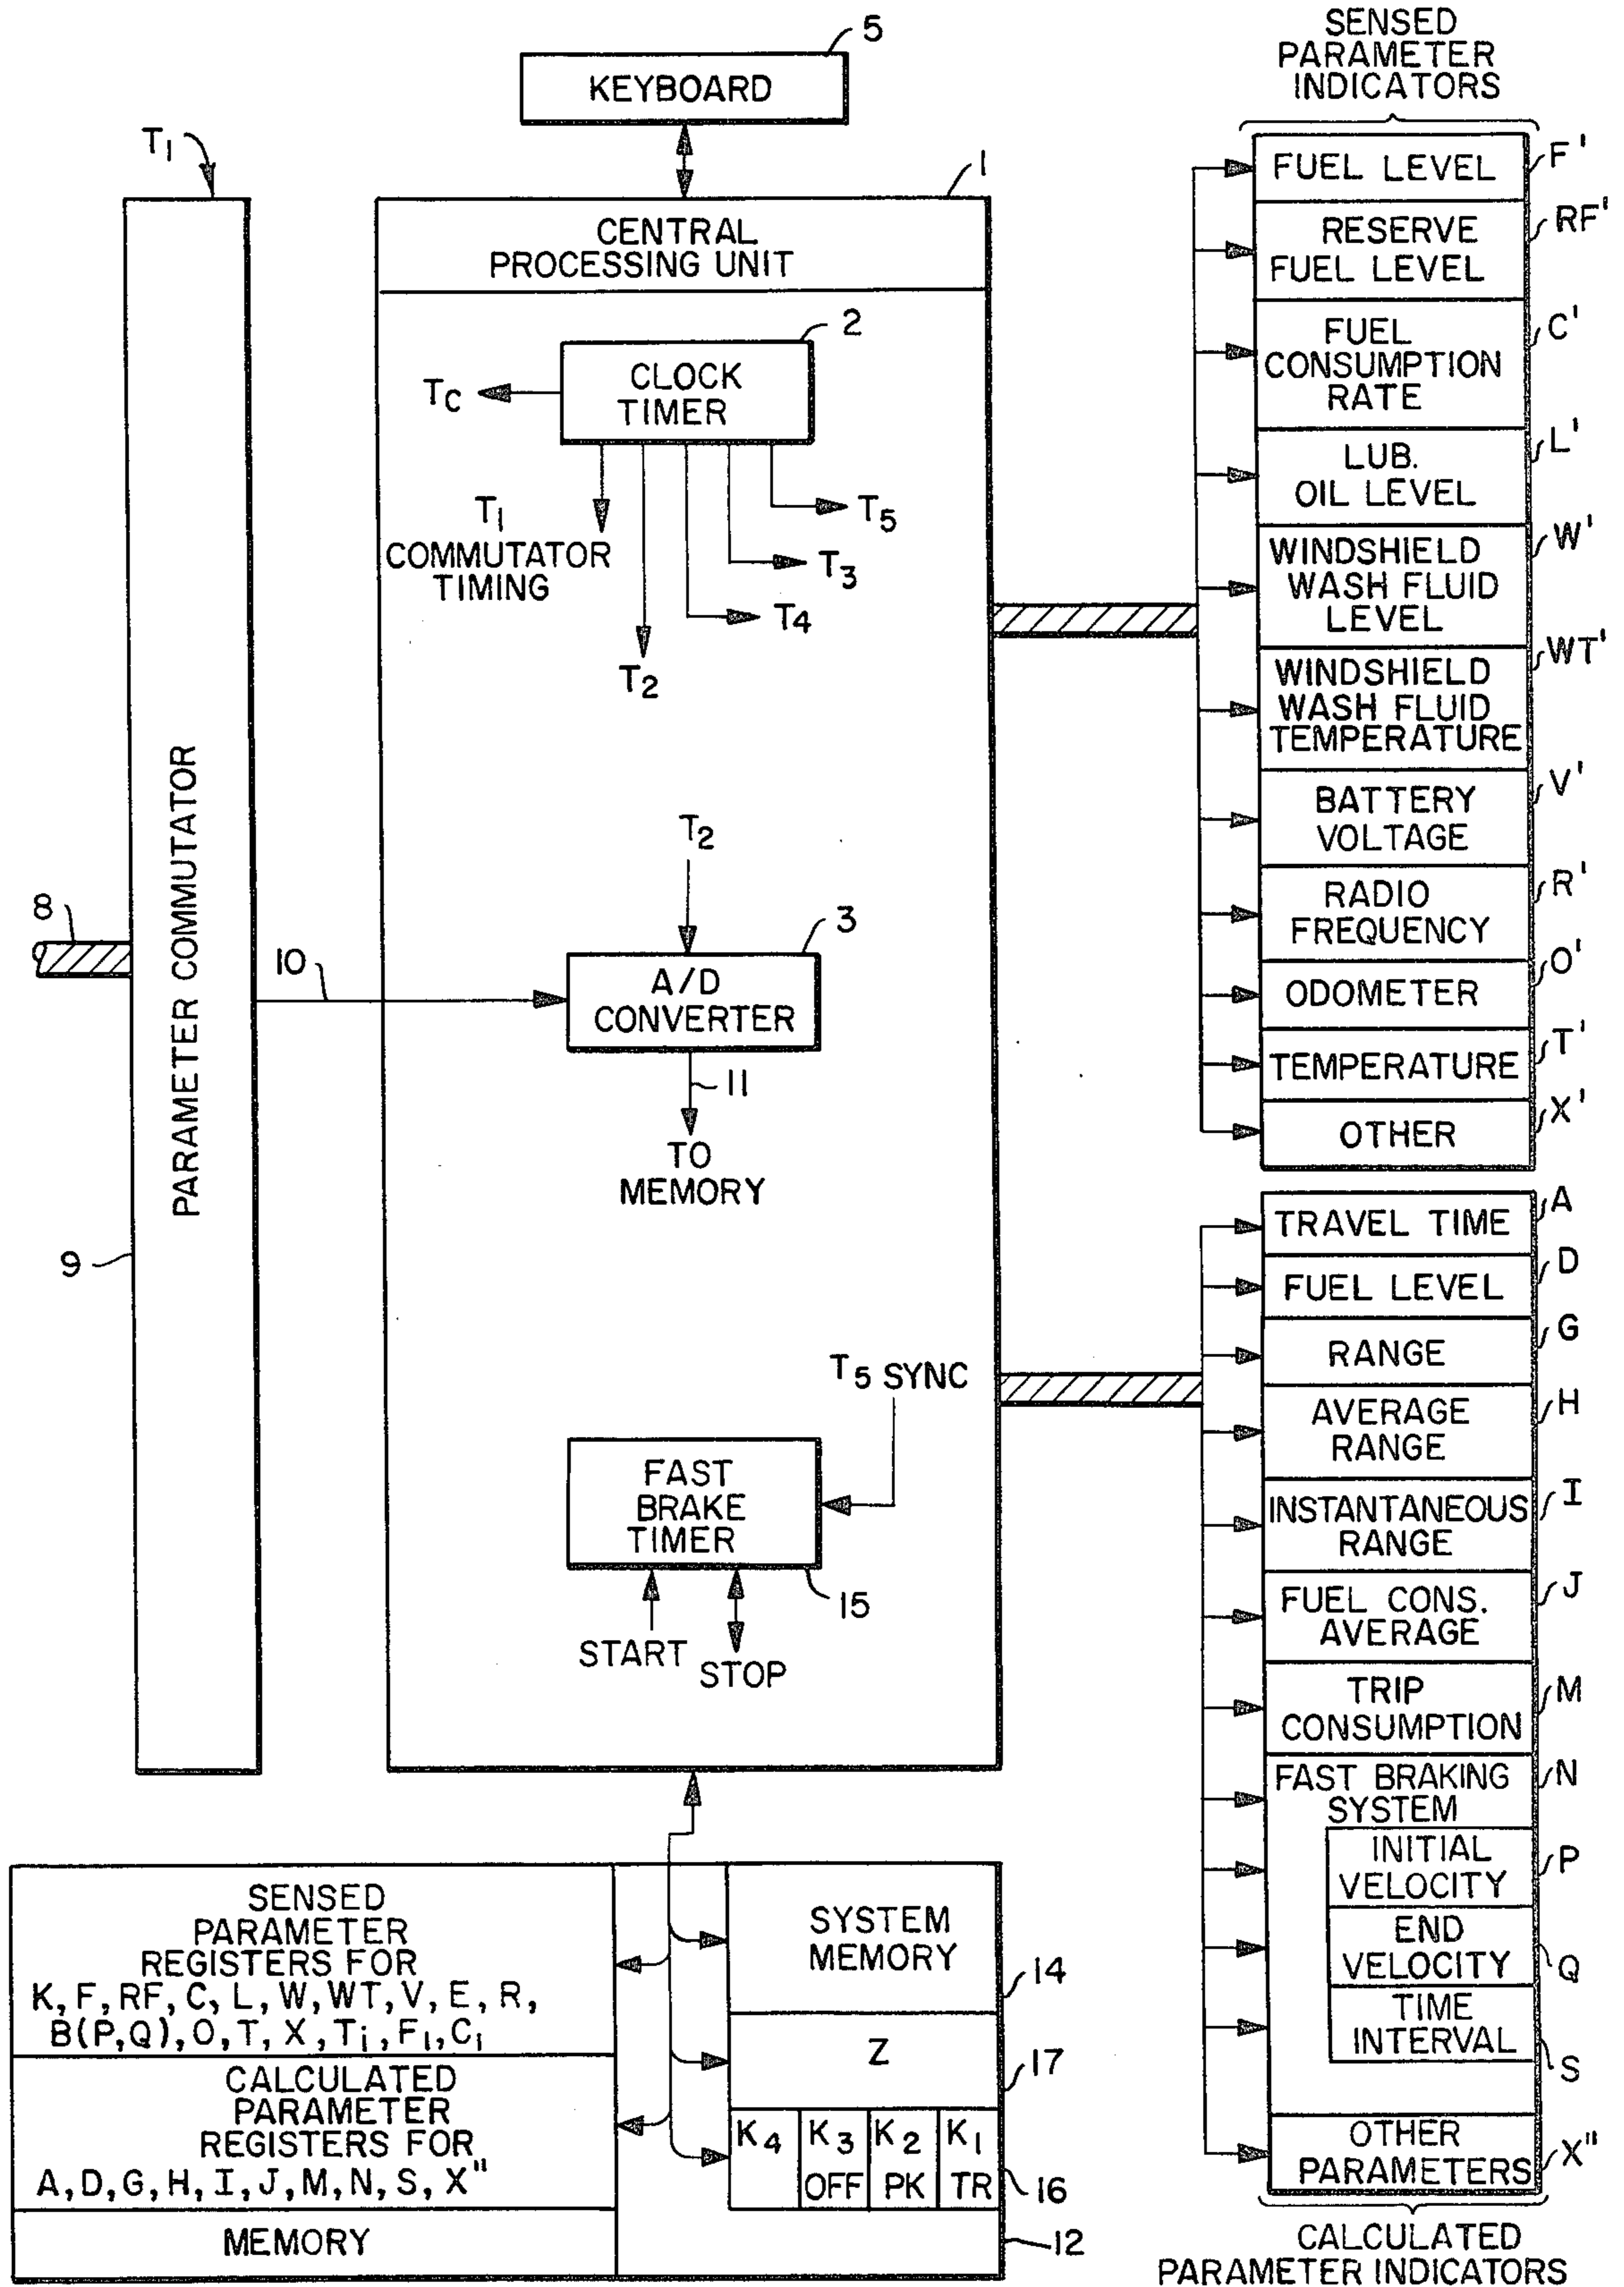 5
KEYBOARD
T1
1
CENTRAL
PROCESSING UNIT
2
CLOCK
TIMER
TC
T1
COMMUTATOR
TIMING
T5
T3
T4
T2
PARAMETER COMMUTATOR
8
9
10
T2
3
A/D
CONVERTER
11
TO
MEMORY
T5 SYNC
FAST
BRAKE
TIMER
15
START
STOP
SENSED
PARAMETER
INDICATORS
FUEL LEVEL
F'
RESERVE
FUEL LEVEL
RF'
FUEL
CONSUMPTION
RATE
C'
LUB.
OIL LEVEL
L'
WINDSHIELD
WASH FLUID
LEVEL
W'
WINDSHIELD
WASH FLUID
TEMPERATURE
WT'
BATTERY
VOLTAGE
V'
RADIO
FREQUENCY
R'
ODOMETER
O'
TEMPERATURE
T'
OTHER
X'
TRAVEL TIME
A
FUEL LEVEL
D
RANGE
G
AVERAGE
RANGE
H
INSTANTANEOUS
RANGE
I
FUEL CONS.
AVERAGE
J
TRIP
CONSUMPTION
M
FAST BRAKING
SYSTEM
N
INITIAL
VELOCITY
P
END
VELOCITY
Q
TIME
INTERVAL
S
OTHER
PARAMETERS
X"
CALCULATED
PARAMETER INDICATORS
SENSED
PARAMETER
REGISTERS FOR
K, F, RF, C, L, W, WT, V, E, R,
B(P,Q), O, T, X, Ti, F1, C1
CALCULATED
PARAMETER
REGISTERS FOR
A, D, G, H, I, J, M, N, S, X"
MEMORY
SYSTEM
MEMORY
14
Z
17
K4 K3 K2 K1
OFF PK TR
16
12